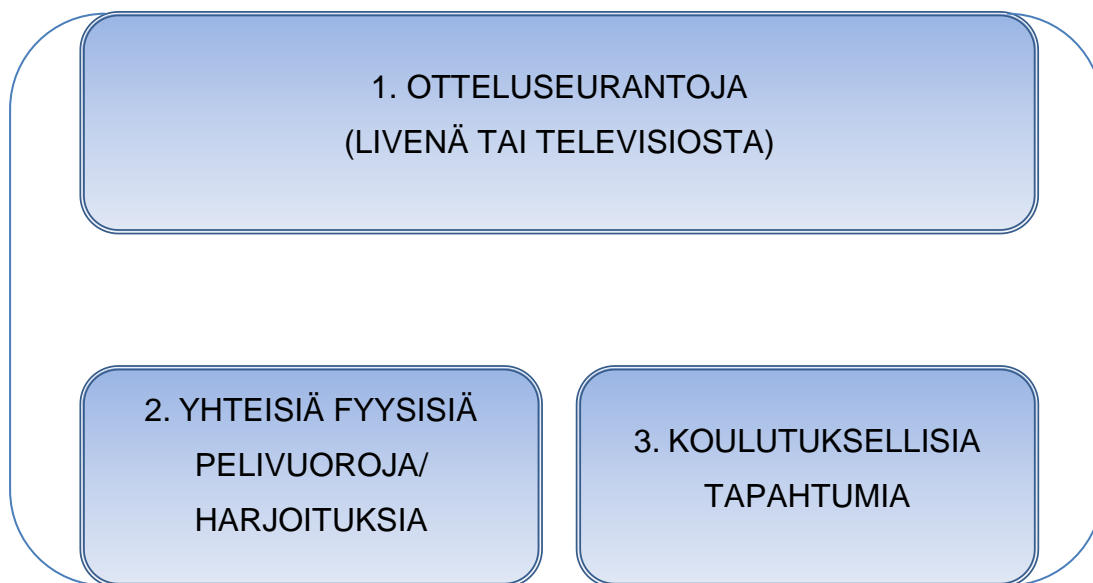 1. OTTELUSEURANTOJA
(LIVENÄ TAI TELEVISIOSTA)
2. YHTEISIÄ FYYSISIÄ
PELIVUOROJA/
HARJOITUKSIA
3. KOULUTUKSELLISIA
TAPAHTUMIA